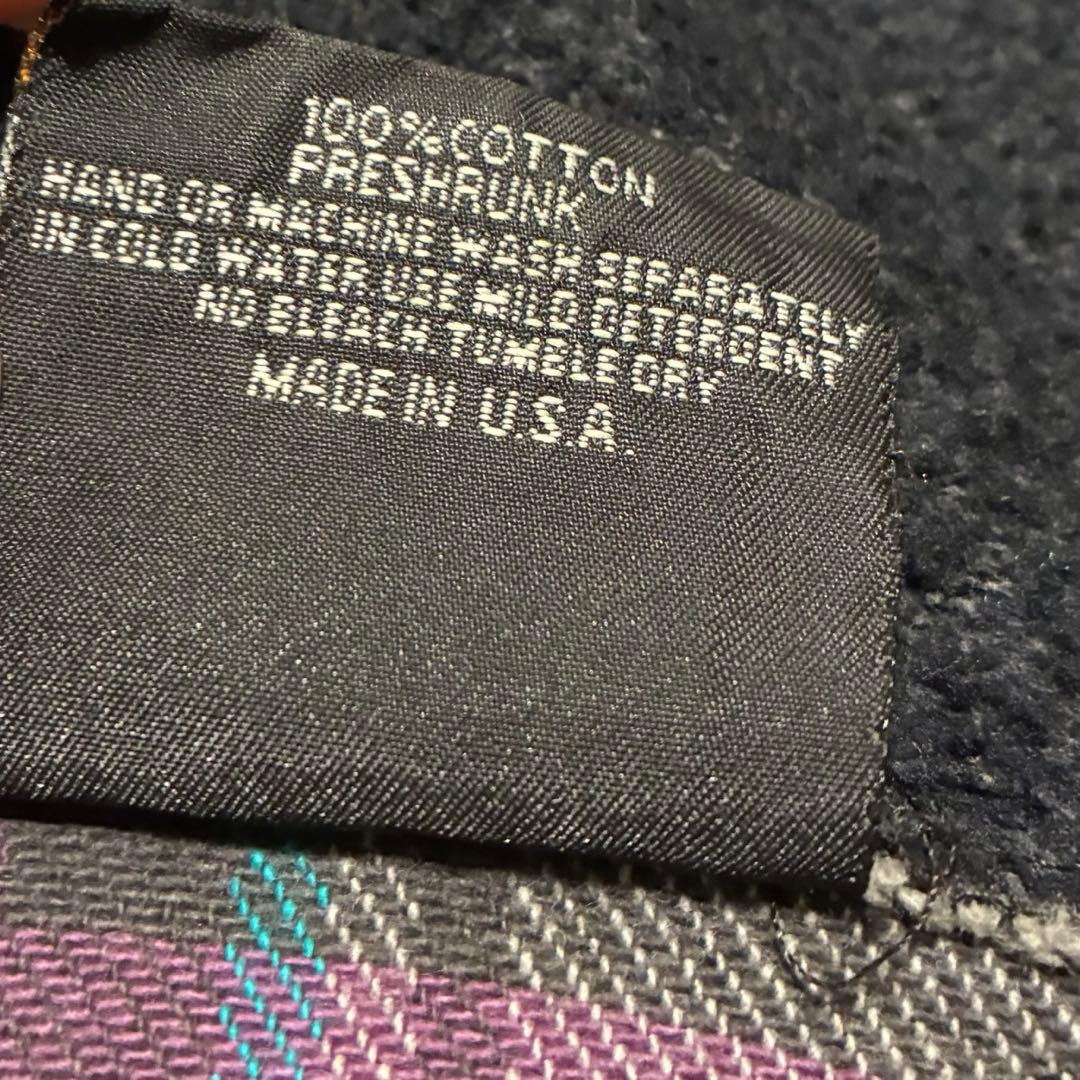 100% COTTON
PRESHRUNK
HAND OR MACHINE WASH SEPARATELY
IN COLD WATER USE MILD DETERGENT
NO BLEACH TUMBLE DRY
MADE IN U.S.A.